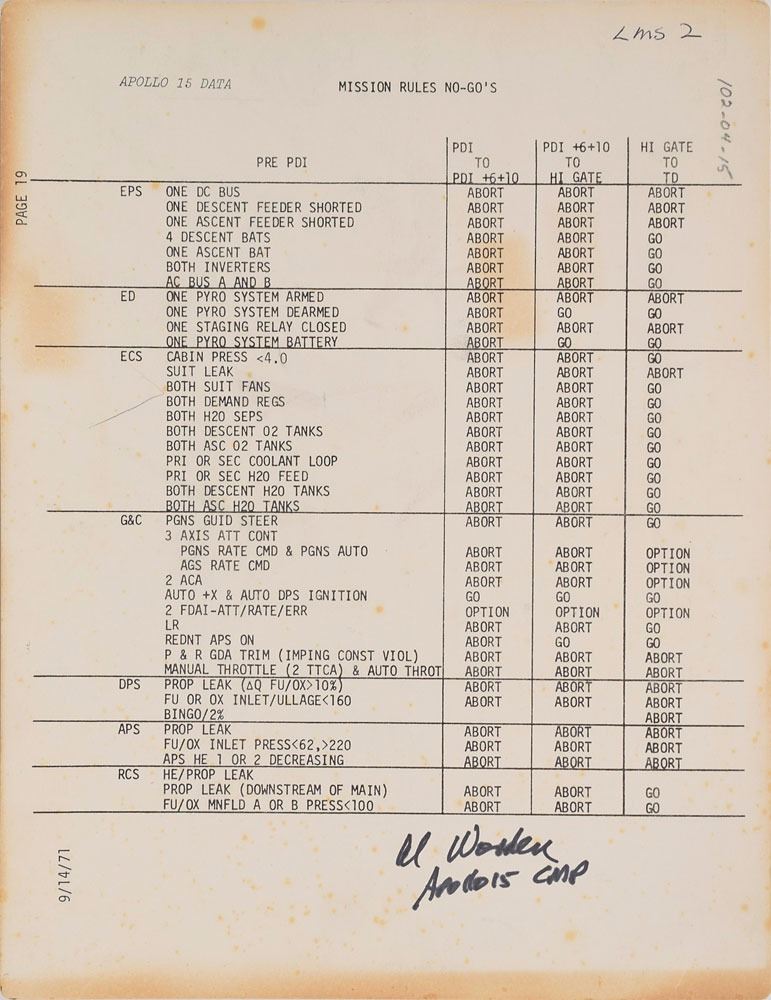 LMS 2
APOLLO 15 DATA MISSION RULES NO-GO'S
102-04-15
PAGE 19
PDI PDI +6+10 HI GATE
PRE PDI TO TO TO
PDI +6+10 HI GATE TD
EPS ONE DC BUS ABORT ABORT ABORT
ONE DESCENT FEEDER SHORTED ABORT ABORT ABORT
ONE ASCENT FEEDER SHORTED ABORT ABORT ABORT
4 DESCENT BATS ABORT ABORT GO
ONE ASCENT BAT ABORT ABORT GO
BOTH INVERTERS ABORT ABORT GO
AC BUS A AND B ABORT ABORT GO
ED ONE PYRO SYSTEM ARMED ABORT ABORT ABORT
ONE PYRO SYSTEM DEARMED ABORT GO GO
ONE STAGING RELAY CLOSED ABORT ABORT ABORT
ONE PYRO SYSTEM BATTERY ABORT GO GO
ECS CABIN PRESS <4.0 ABORT ABORT GO
SUIT LEAK ABORT ABORT ABORT
BOTH SUIT FANS ABORT ABORT GO
BOTH DEMAND REGS ABORT ABORT GO
BOTH H2O SEPS ABORT ABORT GO
BOTH DESCENT O2 TANKS ABORT ABORT GO
BOTH ASC O2 TANKS ABORT ABORT GO
PRI OR SEC COOLANT LOOP ABORT ABORT GO
PRI OR SEC H2O FEED ABORT ABORT GO
BOTH DESCENT H2O TANKS ABORT ABORT GO
BOTH ASC H2O TANKS ABORT ABORT GO
G&C PGNS GUID STEER ABORT ABORT GO
3 AXIS ATT CONT
PGNS RATE CMD & PGNS AUTO ABORT ABORT OPTION
AGS RATE CMD ABORT ABORT OPTION
2 ACA ABORT ABORT OPTION
AUTO +X & AUTO DPS IGNITION GO GO GO
2 FDAI-ATT/RATE/ERR OPTION OPTION OPTION
LR ABORT ABORT GO
REDNT APS ON ABORT GO GO
P & R GDA TRIM (IMPING CONST VIOL) ABORT ABORT ABORT
MANUAL THROTTLE (2 TTCA) & AUTO THROT ABORT ABORT ABORT
DPS PROP LEAK (ΔQ FU/OX>10%) ABORT ABORT ABORT
FU OR OX INLET/ULLAGE<160 ABORT ABORT ABORT
BINGO/2% ABORT
APS PROP LEAK ABORT ABORT ABORT
FU/OX INLET PRESS<62,>220 ABORT ABORT ABORT
APS HE 1 OR 2 DECREASING ABORT ABORT ABORT
RCS HE/PROP LEAK
PROP LEAK (DOWNSTREAM OF MAIN) ABORT ABORT GO
FU/OX MNFLD A OR B PRESS<100 ABORT ABORT GO
Al Worden
Apollo 15 CMP
9/14/71